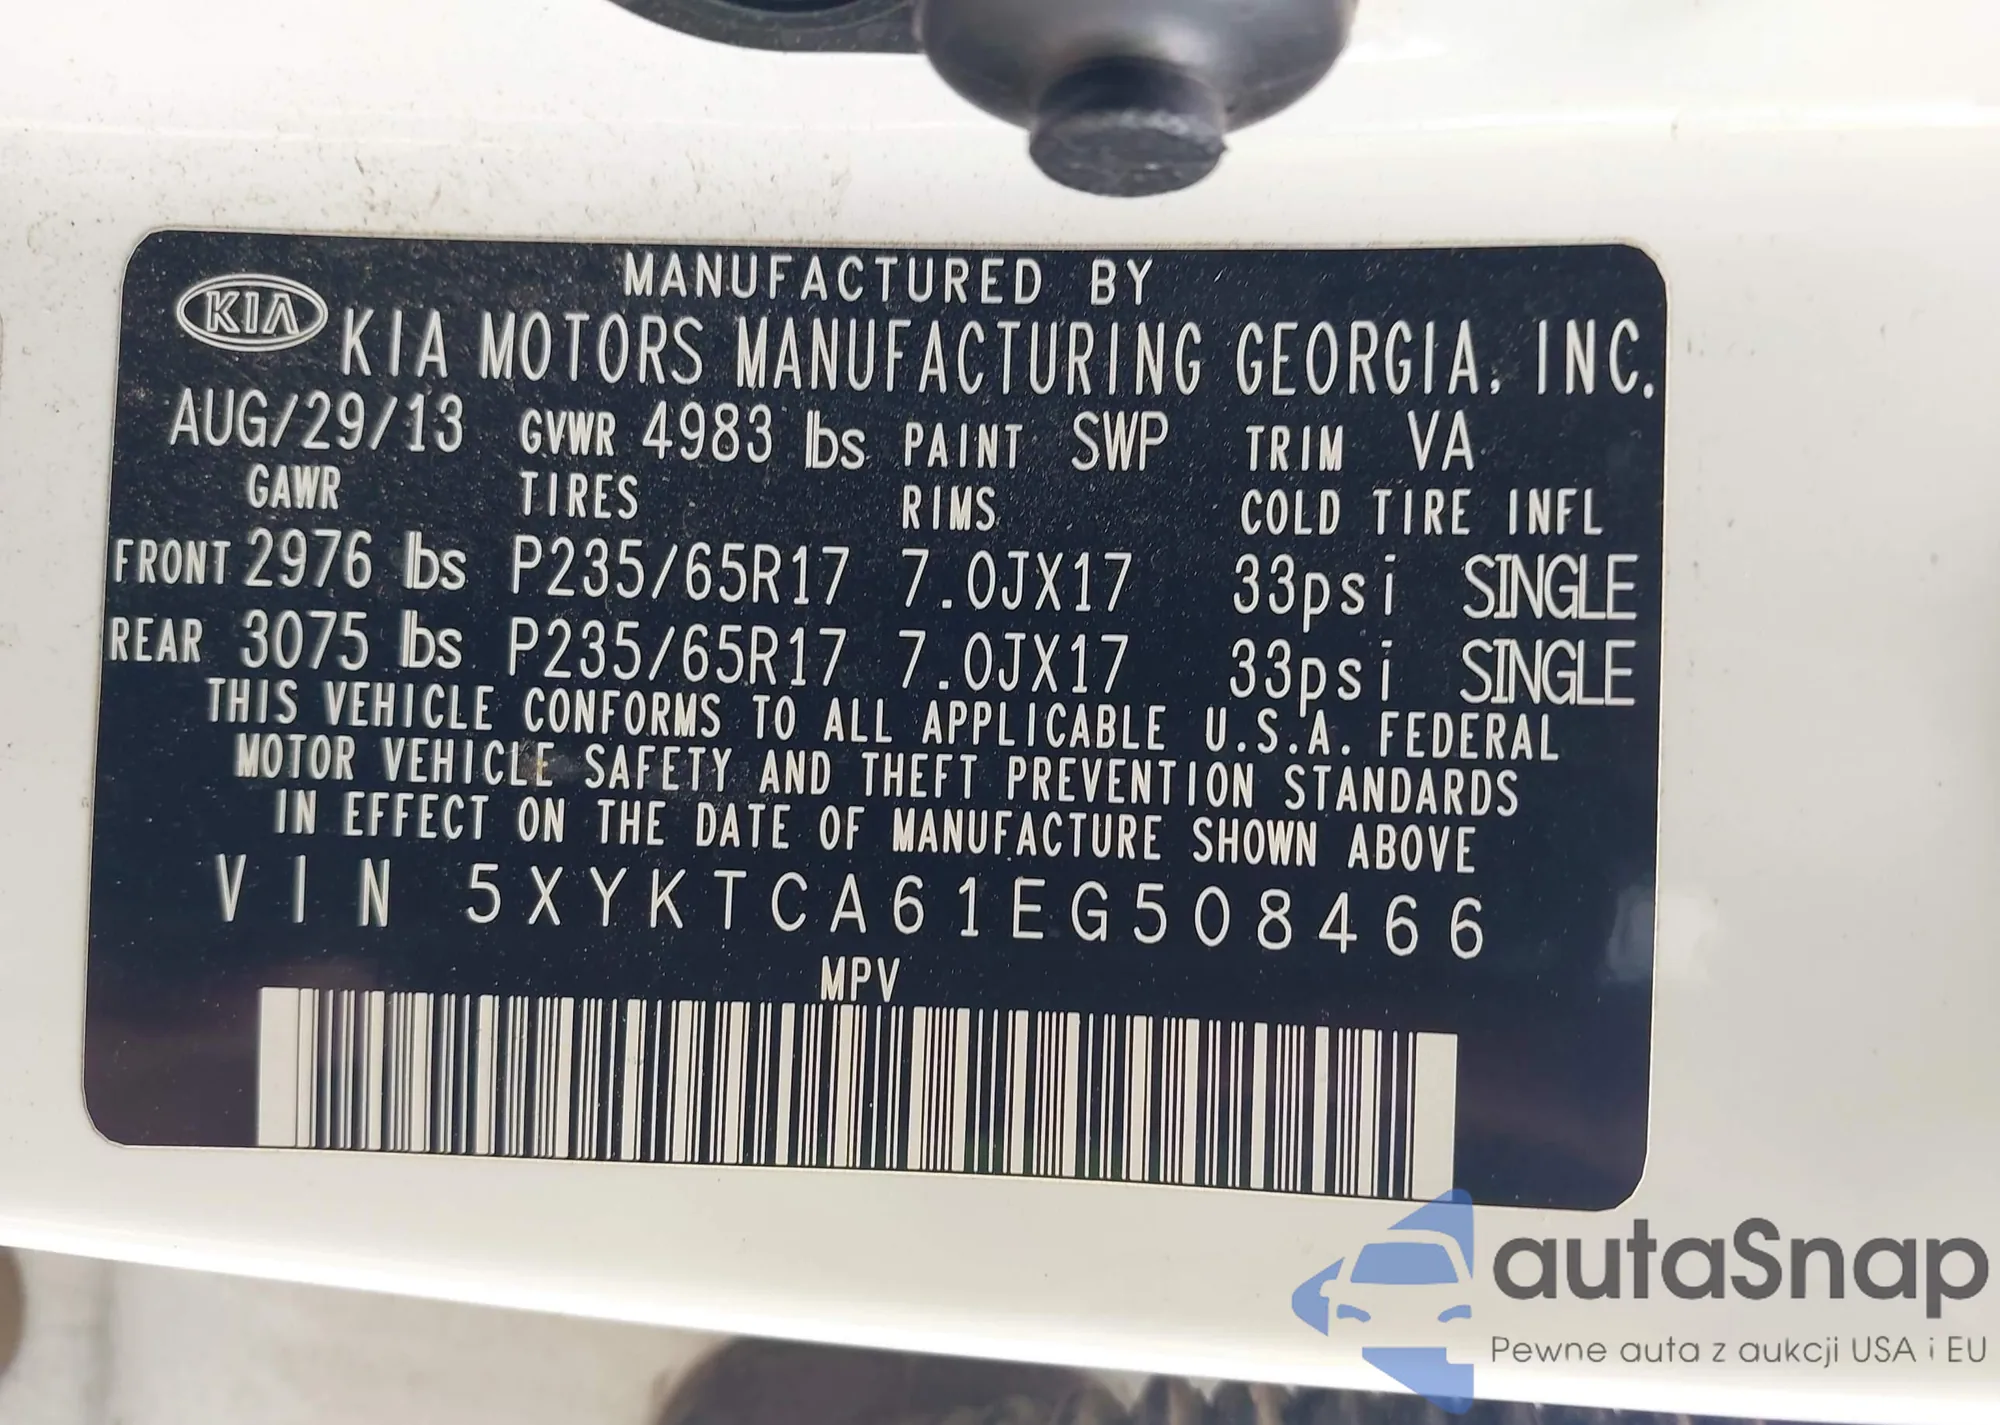 MANUFACTURED BY
KIA KIA MOTORS MANUFACTURING GEORGIA, INC.
AUG/29/13 GVWR 4983 lbs PAINT SWP TRIM VA
GAWR TIRES RIMS COLD TIRE INFL
FRONT 2976 lbs P235/65R17 7.0JX17 33psi SINGLE
REAR 3075 lbs P235/65R17 7.0JX17 33psi SINGLE
THIS VEHICLE CONFORMS TO ALL APPLICABLE U.S.A. FEDERAL
MOTOR VEHICLE SAFETY AND THEFT PREVENTION STANDARDS
IN EFFECT ON THE DATE OF MANUFACTURE SHOWN ABOVE
VIN 5XYKTCA61EG508466
MPV
autaSnap
Pewne auta z aukcji USA i EU